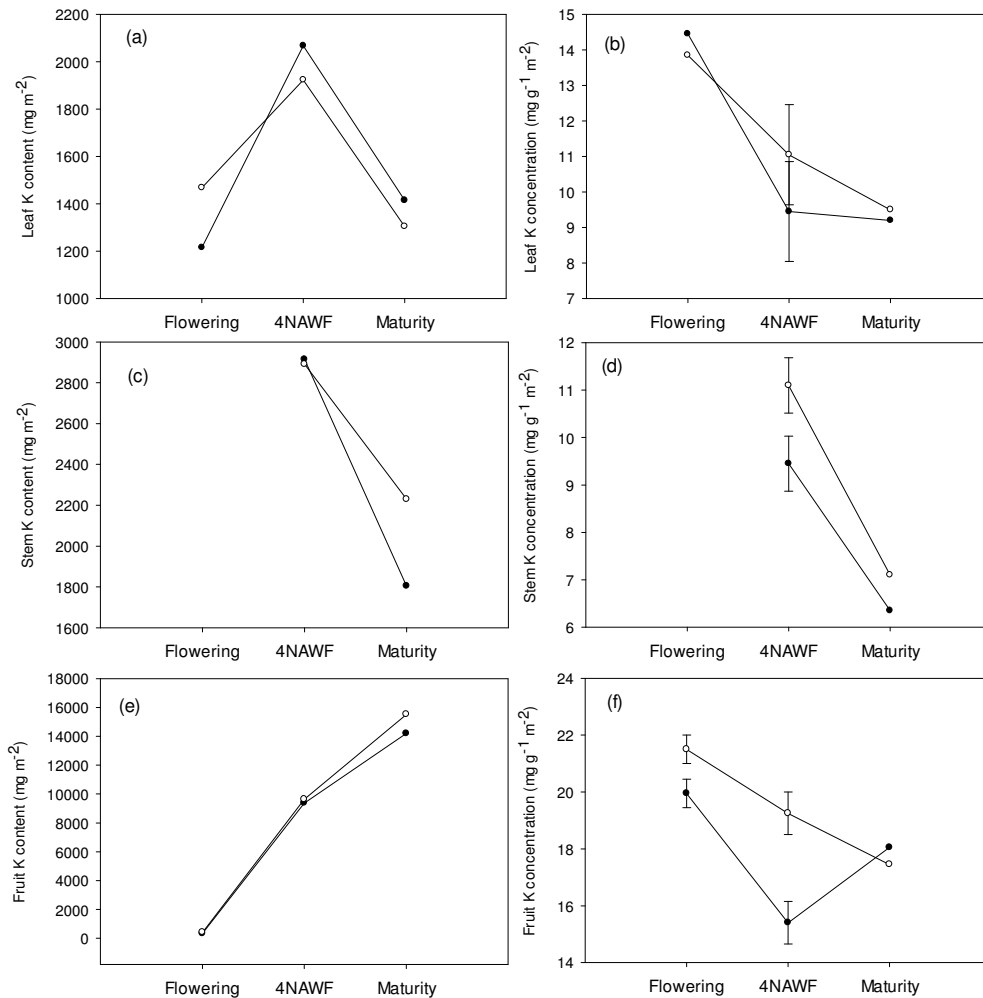 (a)
Leaf K content (mg m-2)
2200
2000
1800
1600
1400
1200
1000
Flowering 4NAWF Maturity
(b)
Leaf K concentration (mg g-1 m-2)
15
14
13
12
11
10
9
8
7
Flowering 4NAWF Maturity
(c)
Stem K content (mg m-2)
3000
2800
2600
2400
2200
2000
1800
1600
Flowering 4NAWF Maturity
(d)
Stem K concentration (mg g-1 m-2)
12
11
10
9
8
7
6
Flowering 4NAWF Maturity
(e)
Fruit K content (mg m-2)
18000
16000
14000
12000
10000
8000
6000
4000
2000
0
Flowering 4NAWF Maturity
(f)
Fruit K concentration (mg g-1 m-2)
24
22
20
18
16
14
Flowering 4NAWF Maturity